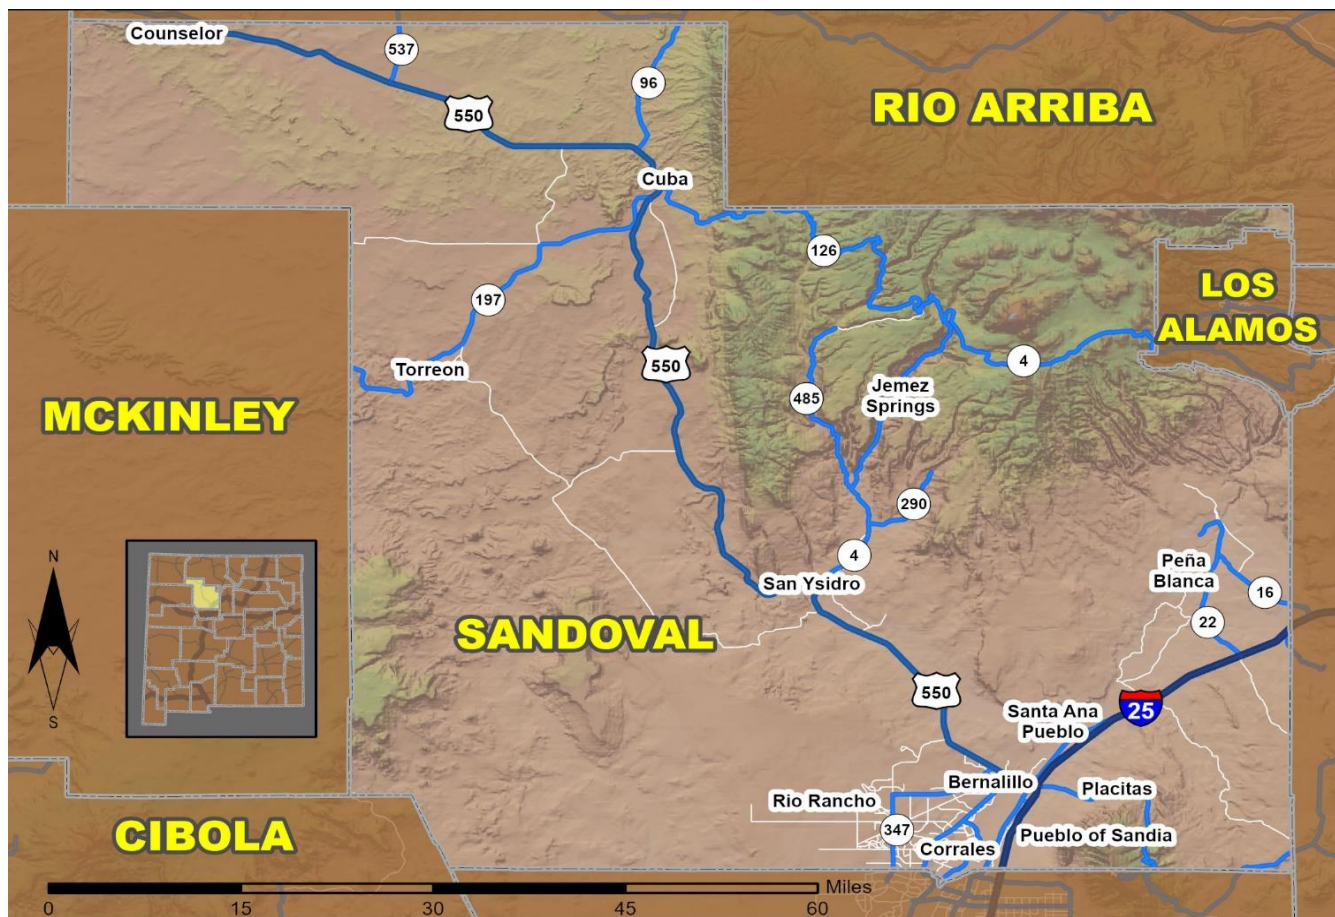 Counselor
537
96
550
RIO ARRIBA
Cuba
126
LOS
ALAMOS
197
Torreon
550
4
485
Jemez
Springs
MCKINLEY
290
4
N
S
San Ysidro
Peña
Blanca
16
22
SANDOVAL
550
25
Santa Ana
Pueblo
Bernalillo
Placitas
Rio Rancho
347
Pueblo of Sandia
Corrales
CIBOLA
Miles
0 15 30 45 60